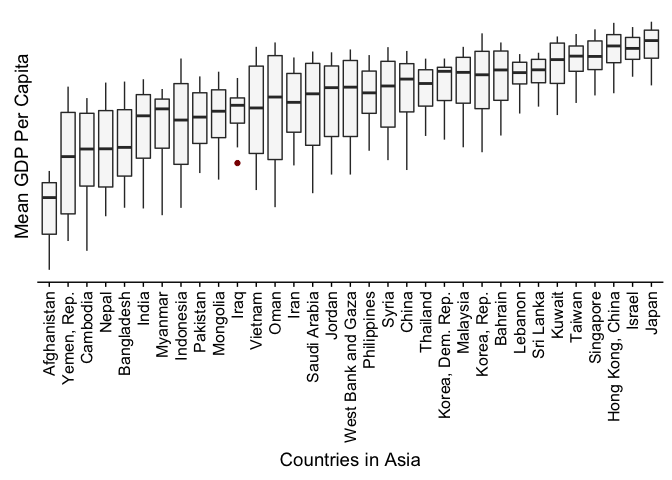 Mean GDP Per Capita
Afghanistan
Yemen, Rep.
Cambodia
Nepal
Bangladesh
India
Myanmar
Indonesia
Pakistan
Mongolia
Iraq
Vietnam
Oman
Iran
Saudi Arabia
Jordan
West Bank and Gaza
Philippines
Syria
China
Thailand
Korea, Dem. Rep.
Malaysia
Korea, Rep.
Bahrain
Lebanon
Sri Lanka
Kuwait
Taiwan
Singapore
Hong Kong, China
Israel
Japan
Countries in Asia